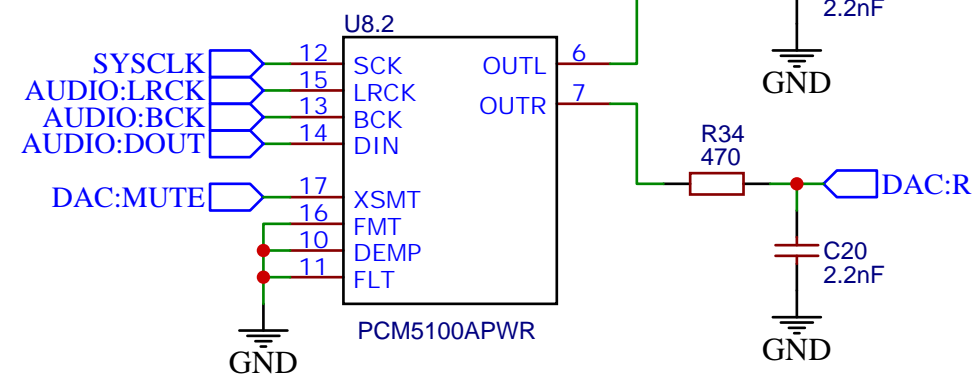 2.2nF
GND
U8.2
SYSCLK 12 SCK OUTL 6
AUDIO:LRCK 15 LRCK
OUTR 7
AUDIO:BCK 13 BCK
AUDIO:DOUT 14 DIN
R34
470
DAC:MUTE 17 XSMT
DAC:R
16 FMT
10 DEMP
11 FLT
C20
2.2nF
PCM5100APWR
GND
GND